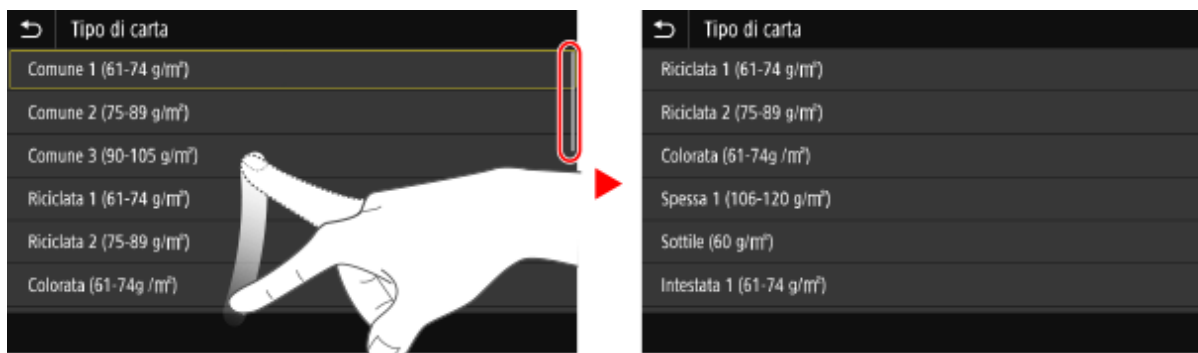 Tipo di carta
Comune 1 (61-74 g/m²)
Comune 2 (75-89 g/m²)
Comune 3 (90-105 g/m²)
Riciclata 1 (61-74 g/m²)
Riciclata 2 (75-89 g/m²)
Colorata (61-74g /m²)
Tipo di carta
Riciclata 1 (61-74 g/m²)
Riciclata 2 (75-89 g/m²)
Colorata (61-74g /m²)
Spessa 1 (106-120 g/m²)
Sottile (60 g/m²)
Intestata 1 (61-74 g/m²)